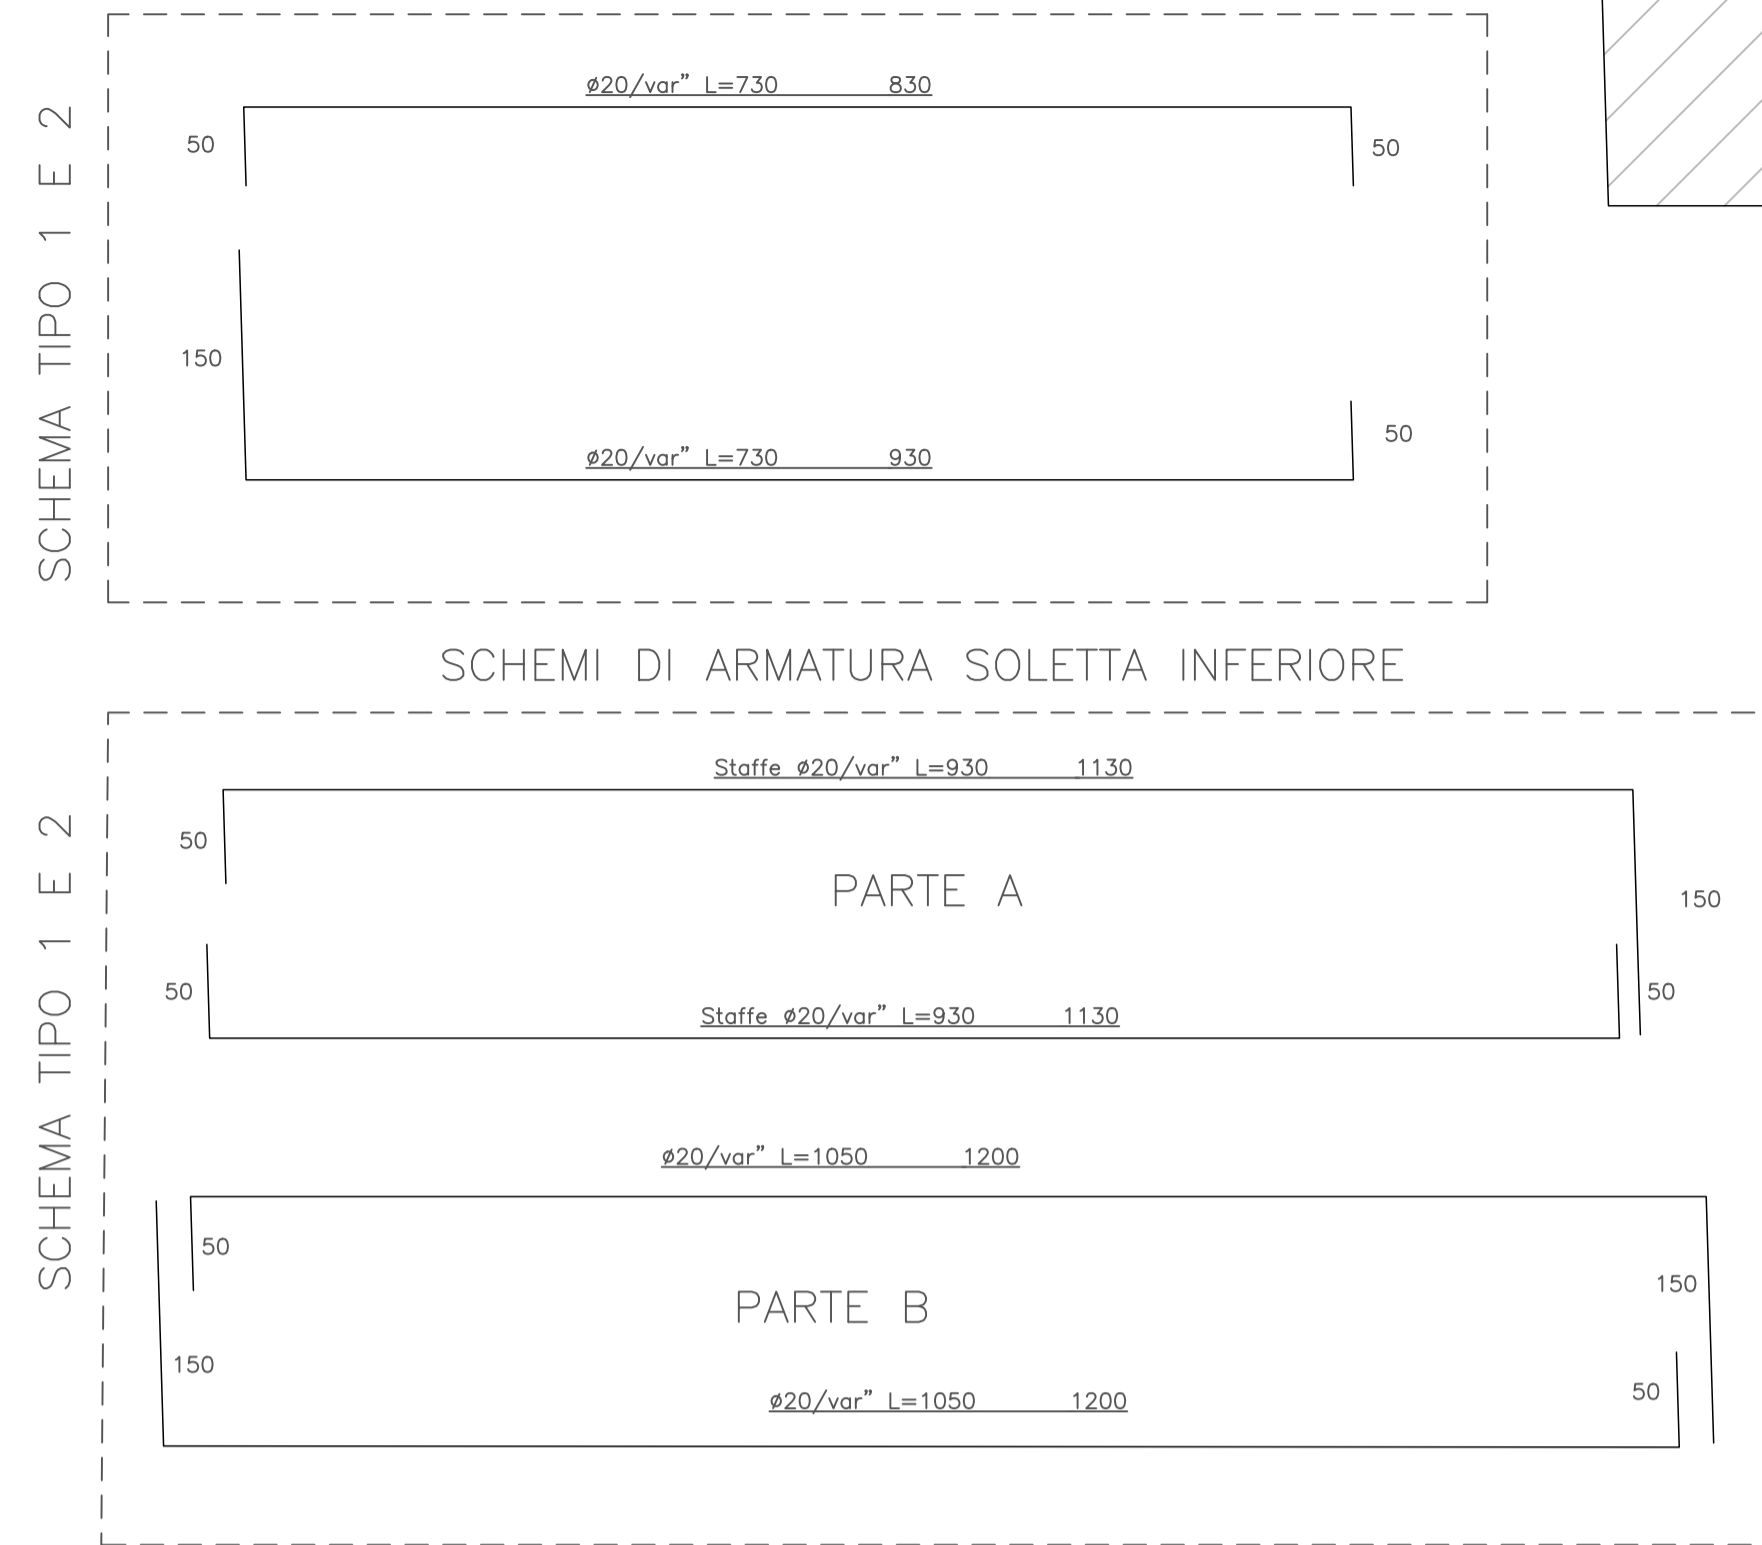 SCHEMA TIPO 1 E 2
ø20/var” L=730 830
50
50
150
50
ø20/var” L=730 930
SCHEMI DI ARMATURA SOLETTA INFERIORE
SCHEMA TIPO 1 E 2
Staffe ø20/var” L=930 1130
50
PARTE A
150
50
50
Staffe ø20/var” L=930 1130
ø20/var” L=1050 1200
50
150
PARTE B
150
50
ø20/var” L=1050 1200